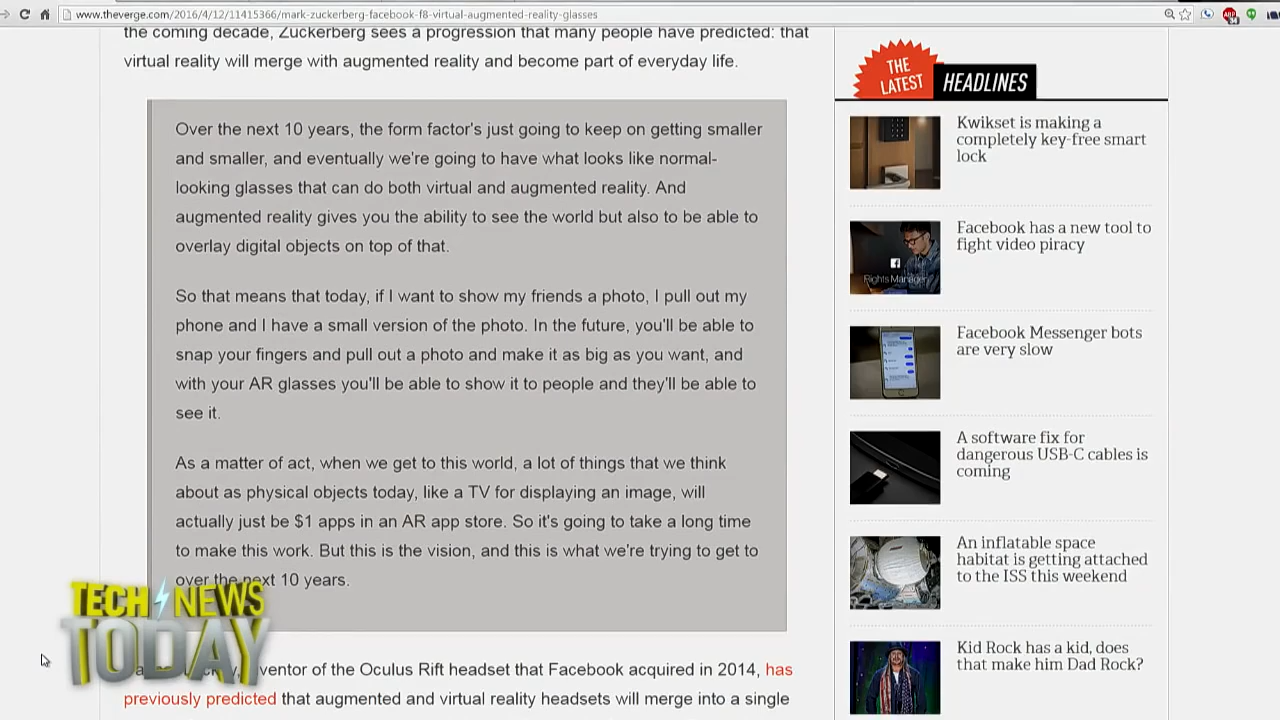 www.theverge.com/2016/4/12/11415366/mark-zuckerberg-facebook-f8-virtual-augmented-reality-glasses
the coming decade, Zuckerberg sees a progression that many people have predicted: that
virtual reality will merge with augmented reality and become part of everyday life.
Over the next 10 years, the form factor's just going to keep on getting smaller
and smaller, and eventually we're going to have what looks like normal-
looking glasses that can do both virtual and augmented reality. And
augmented reality gives you the ability to see the world but also to be able to
overlay digital objects on top of that.
So that means that today, if I want to show my friends a photo, I pull out my
phone and I have a small version of the photo. In the future, you'll be able to
snap your fingers and pull out a photo and make it as big as you want, and
with your AR glasses you'll be able to show it to people and they'll be able to
see it.
As a matter of act, when we get to this world, a lot of things that we think
about as physical objects today, like a TV for displaying an image, will
actually just be $1 apps in an AR app store. So it's going to take a long time
to make this work. But this is the vision, and this is what we're trying to get to
over the next 10 years.
ventor of the Oculus Rift headset that Facebook acquired in 2014, has
previously predicted that augmented and virtual reality headsets will merge into a single
TECH NEWS
TODAY
THE
LATEST
HEADLINES
Kwikset is making a
completely key-free smart
lock
Facebook has a new tool to
fight video piracy
Rights Manager
Facebook Messenger bots
are very slow
A software fix for
dangerous USB-C cables is
coming
An inflatable space
habitat is getting attached
to the ISS this weekend
Kid Rock has a kid, does
that make him Dad Rock?